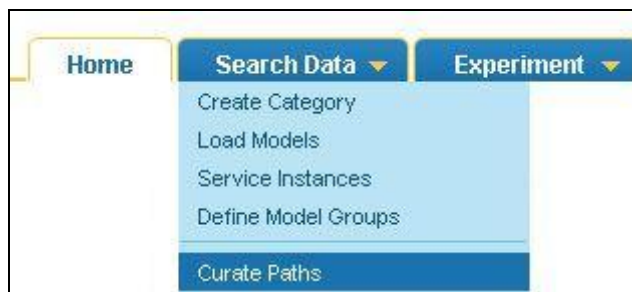 Home Search Data Experiment
Create Category
Load Models
Service Instances
Define Model Groups
Curate Paths